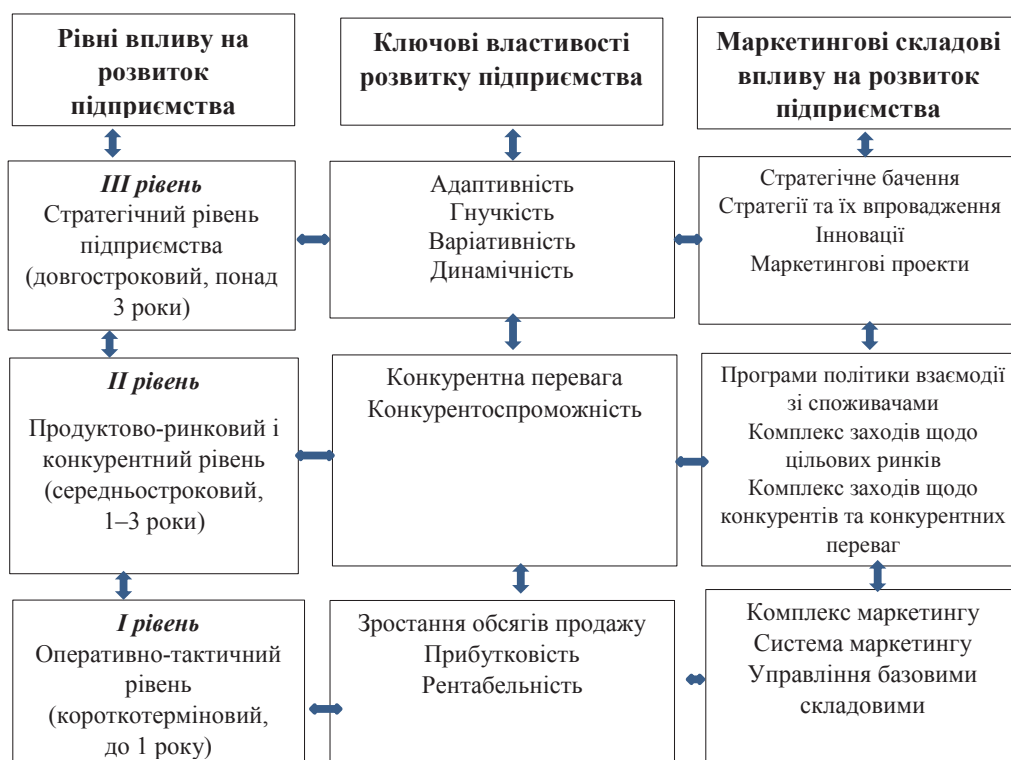 Рівні впливу на
розвиток
підприємства
Ключові властивості
розвитку підприємства
Маркетингові складові
впливу на розвиток
підприємства
III рівень
Стратегічний рівень
підприємства
(довгостроковий, понад
3 роки)
Адаптивність
Гнучкість
Варіативність
Динамічність
Стратегічне бачення
Стратегії та їх впровадження
Інновації
Маркетингові проекти
II рівень
Продуктово-ринковий і
конкурентний рівень
(середньостроковий,
1–3 роки)
Конкурентна перевага
Конкурентоспроможність
Програми політики взаємодії
зі споживачами
Комплекс заходів щодо
цільових ринків
Комплекс заходів щодо
конкурентів та конкурентних
переваг
I рівень
Оперативно-тактичний
рівень
(короткотерміновий,
до 1 року)
Зростання обсягів продажу
Прибутковість
Рентабельність
Комплекс маркетингу
Система маркетингу
Управління базовими
складовими